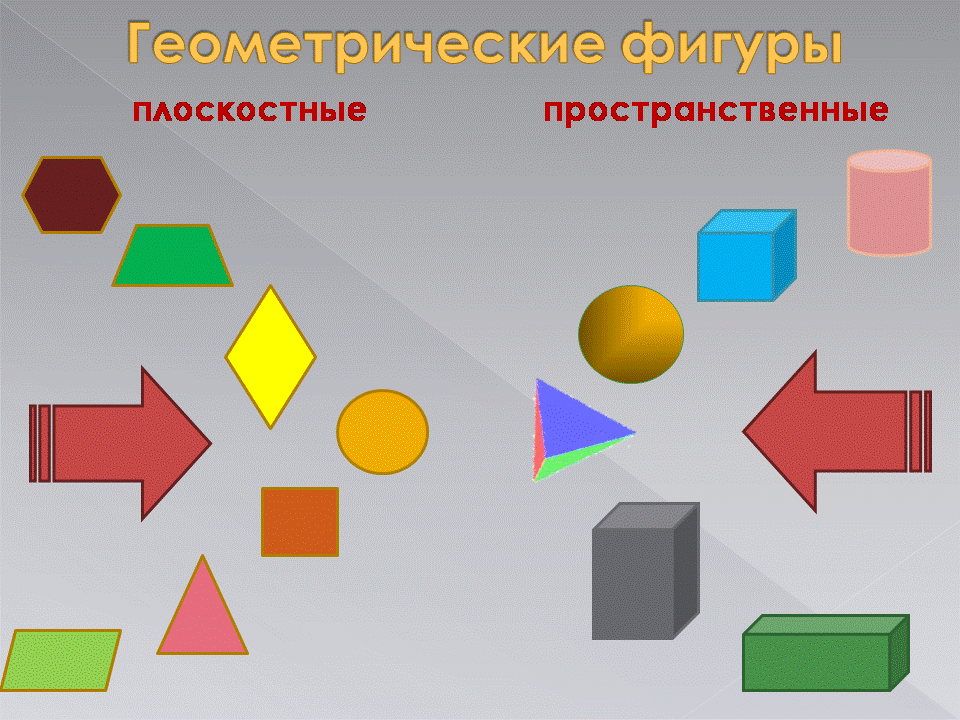 Геометрические фигуры
плоскостные
пространственные